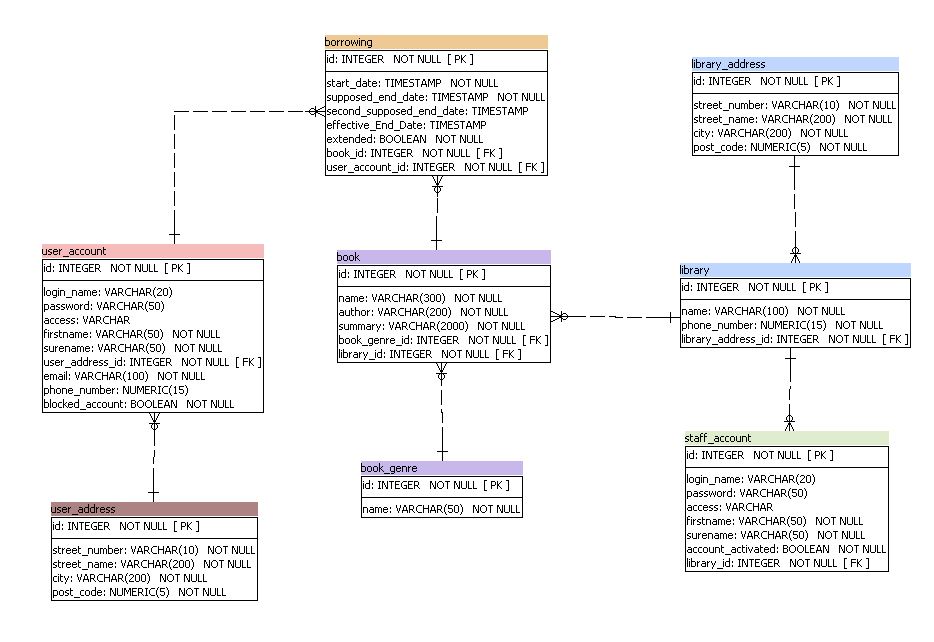 borrowing
id: INTEGER NOT NULL [ PK ]
start_date: TIMESTAMP NOT NULL
supposed_end_date: TIMESTAMP NOT NULL
second_supposed_end_date: TIMESTAMP
effective_End_Date: TIMESTAMP
extended: BOOLEAN NOT NULL
book_id: INTEGER NOT NULL [ FK ]
user_account_id: INTEGER NOT NULL [ FK ]
library_address
id: INTEGER NOT NULL [ PK ]
street_number: VARCHAR(10) NOT NULL
street_name: VARCHAR(200) NOT NULL
city: VARCHAR(200) NOT NULL
post_code: NUMERIC(5) NOT NULL
user_account
id: INTEGER NOT NULL [ PK ]
login_name: VARCHAR(20)
password: VARCHAR(50)
access: VARCHAR
firstname: VARCHAR(50) NOT NULL
surename: VARCHAR(50) NOT NULL
user_address_id: INTEGER NOT NULL [ FK ]
email: VARCHAR(100) NOT NULL
phone_number: NUMERIC(15)
blocked_account: BOOLEAN NOT NULL
book
id: INTEGER NOT NULL [ PK ]
name: VARCHAR(300) NOT NULL
author: VARCHAR(200) NOT NULL
summary: VARCHAR(2000) NOT NULL
book_genre_id: INTEGER NOT NULL [ FK ]
library_id: INTEGER NOT NULL [ FK ]
library
id: INTEGER NOT NULL [ PK ]
name: VARCHAR(100) NOT NULL
phone_number: NUMERIC(15) NOT NULL
library_address_id: INTEGER NOT NULL [ FK ]
user_address
id: INTEGER NOT NULL [ PK ]
street_number: VARCHAR(10) NOT NULL
street_name: VARCHAR(200) NOT NULL
city: VARCHAR(200) NOT NULL
post_code: NUMERIC(5) NOT NULL
book_genre
id: INTEGER NOT NULL [ PK ]
name: VARCHAR(50) NOT NULL
staff_account
id: INTEGER NOT NULL [ PK ]
login_name: VARCHAR(20)
password: VARCHAR(50)
access: VARCHAR
firstname: VARCHAR(50) NOT NULL
surename: VARCHAR(50) NOT NULL
account_activated: BOOLEAN NOT NULL
library_id: INTEGER NOT NULL [ FK ]